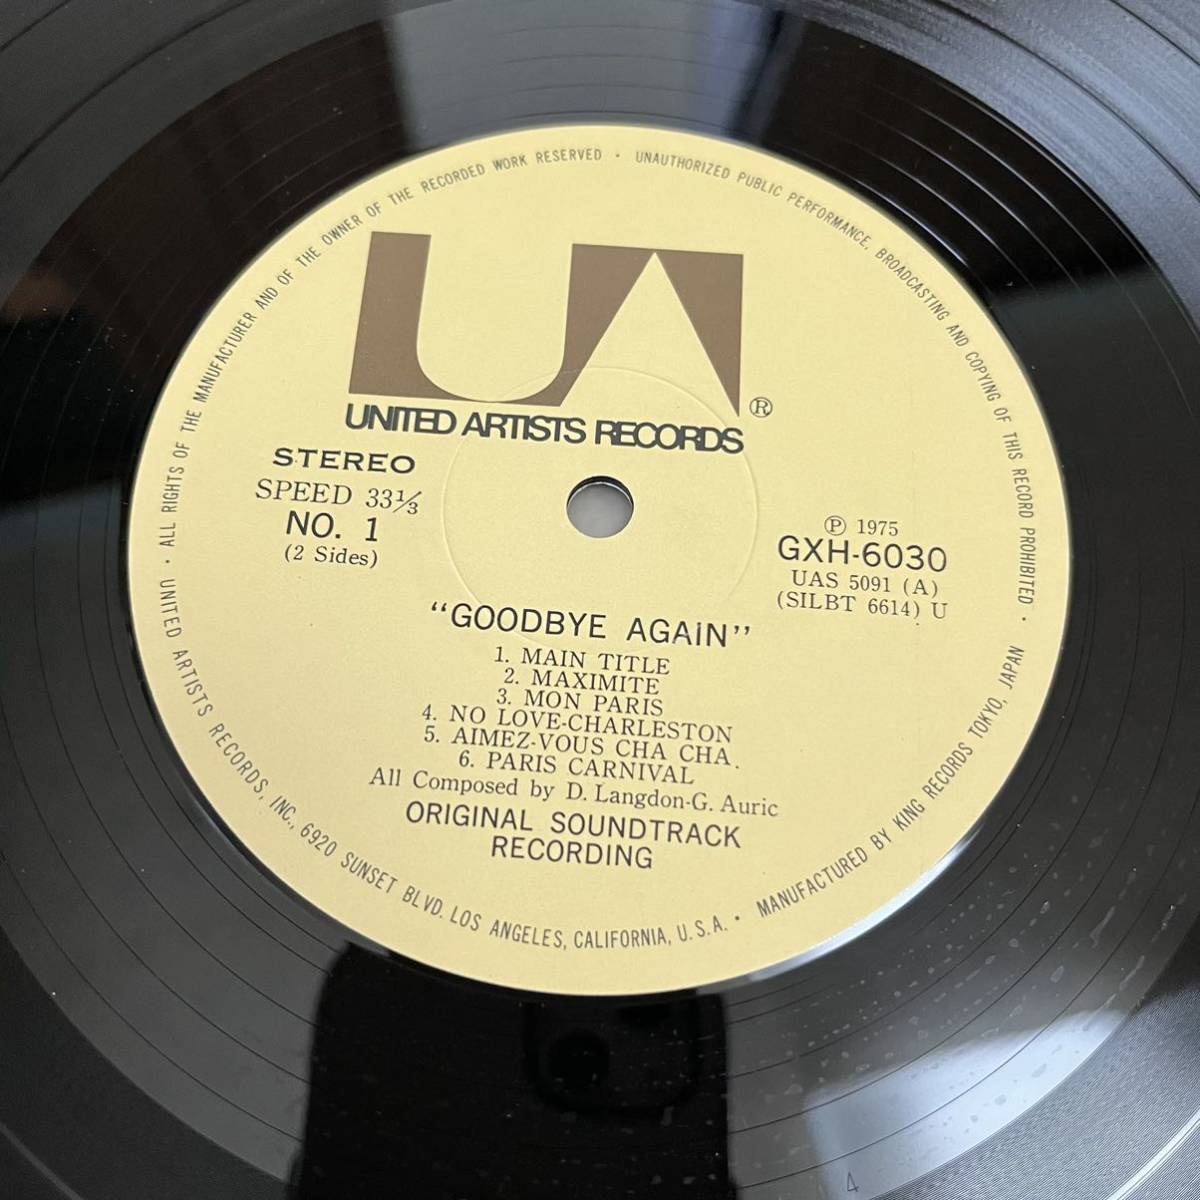 UA
®
UNITED ARTISTS RECORDS
STEREO
SPEED 33⅓
NO. 1
(2 Sides)
Ⓟ 1975
GXH-6030
UAS 5091 (A)
(SILBT 6614) U
"GOODBYE AGAiN"
1. MAIN TITLE
2. MAXIMITE
3. MON PARIS
4. NO LOVE-CHARLESTON
5. AIMEZ-VOUS CHA CHA.
6. PARIS CARNIVAL
All Composed by D. Langdon-G. Auric
ORIGINAL SOUNDTRACK
RECORDING
· ALL RIGHTS OF THE MANUFACTURER AND OF THE OWNER OF THE RECORDED WORK RESERVED · UNAUTHORIZED PUBLIC PERFORMANCE, BROADCASTING AND COPYING OF THIS RECORD PROHIBITED ·
UNITED ARTISTS RECORDS, INC., 6920 SUNSET BLVD. LOS ANGELES, CALIFORNIA, U.S.A. · MANUFACTURED BY KING RECORDS TOKYO, JAPAN
4